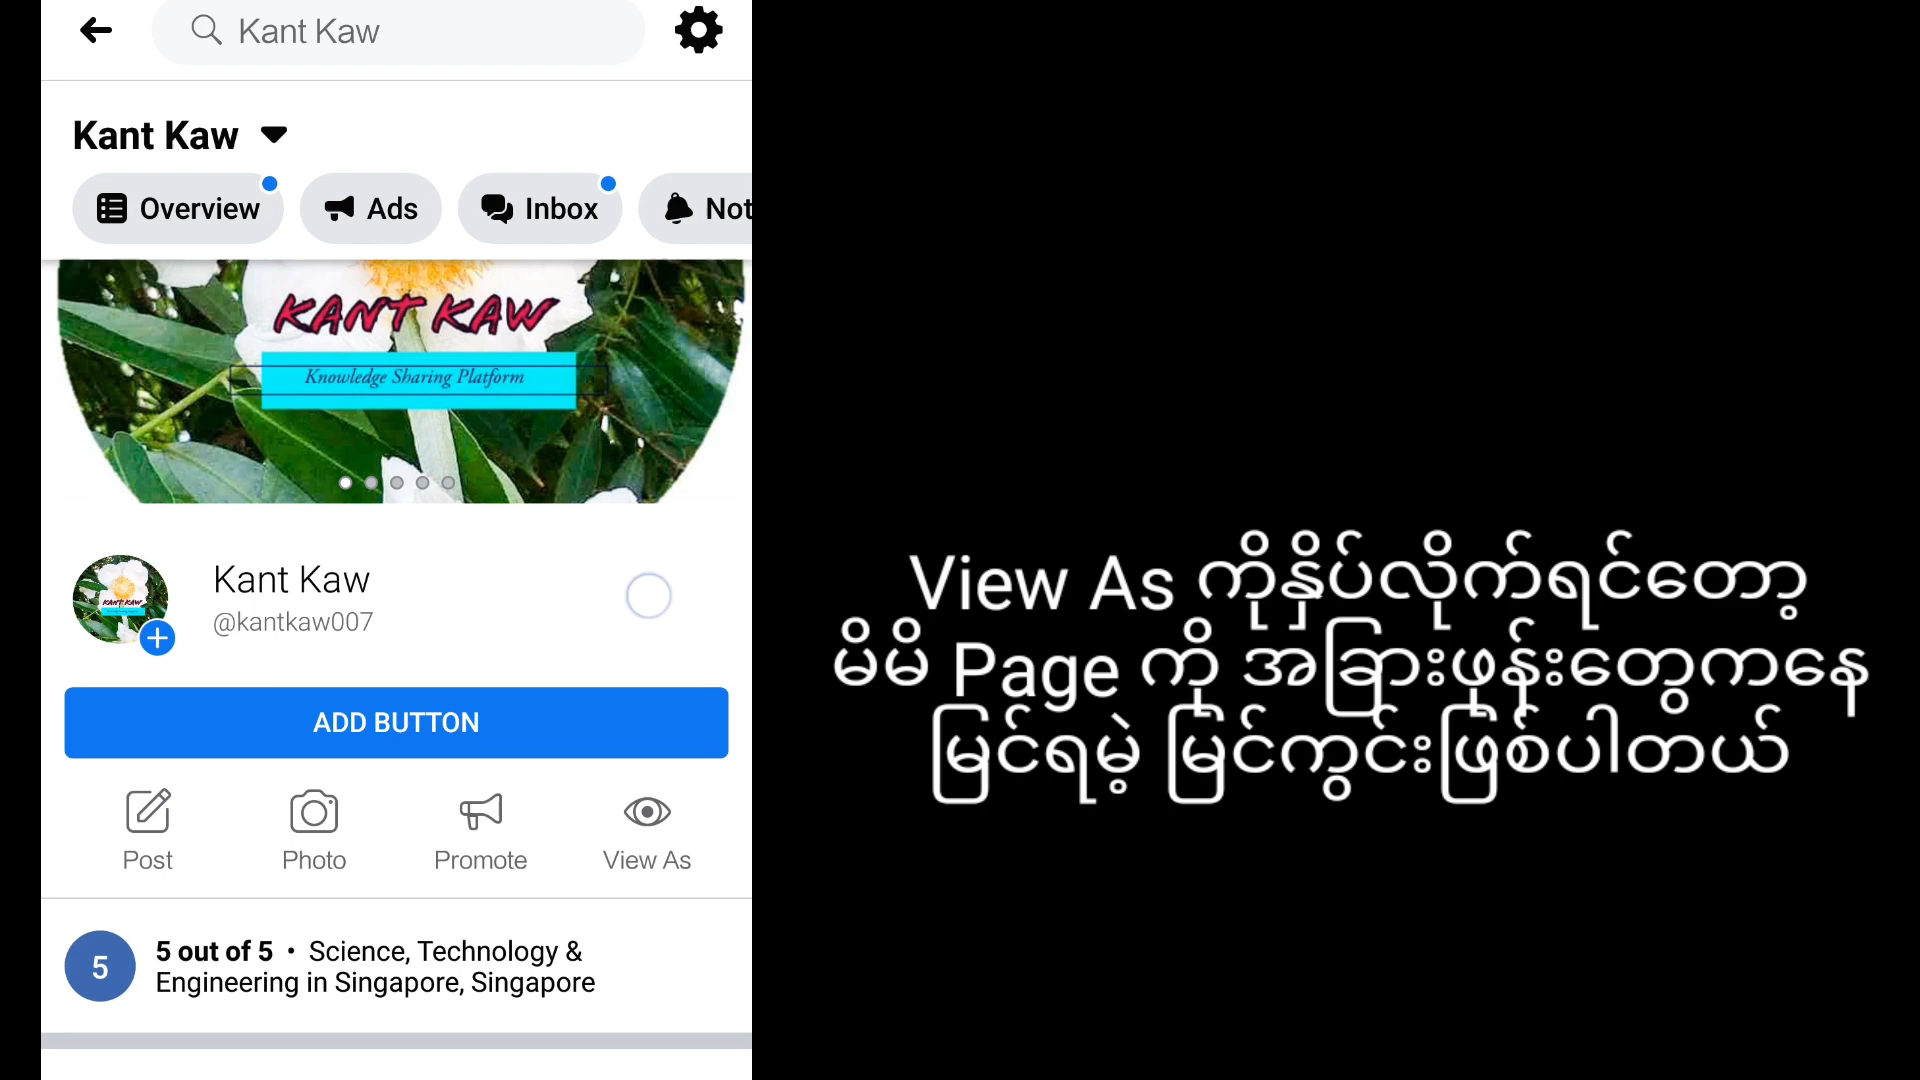 Kant Kaw
Kant Kaw
Overview
Ads
Inbox
Not
KANT KAW
Knowledge Sharing Platform
Kant Kaw
@kantkaw007
ADD BUTTON
Post
Photo
Promote
View As
5
5 out of 5 • Science, Technology &
Engineering in Singapore, Singapore
View As ကိုနှိပ်လိုက်ရင်တော့
မိမိ Page ကို အခြားဖုန်းတွေကနေ
မြင်ရမဲ့ မြင်ကွင်းဖြစ်ပါတယ်